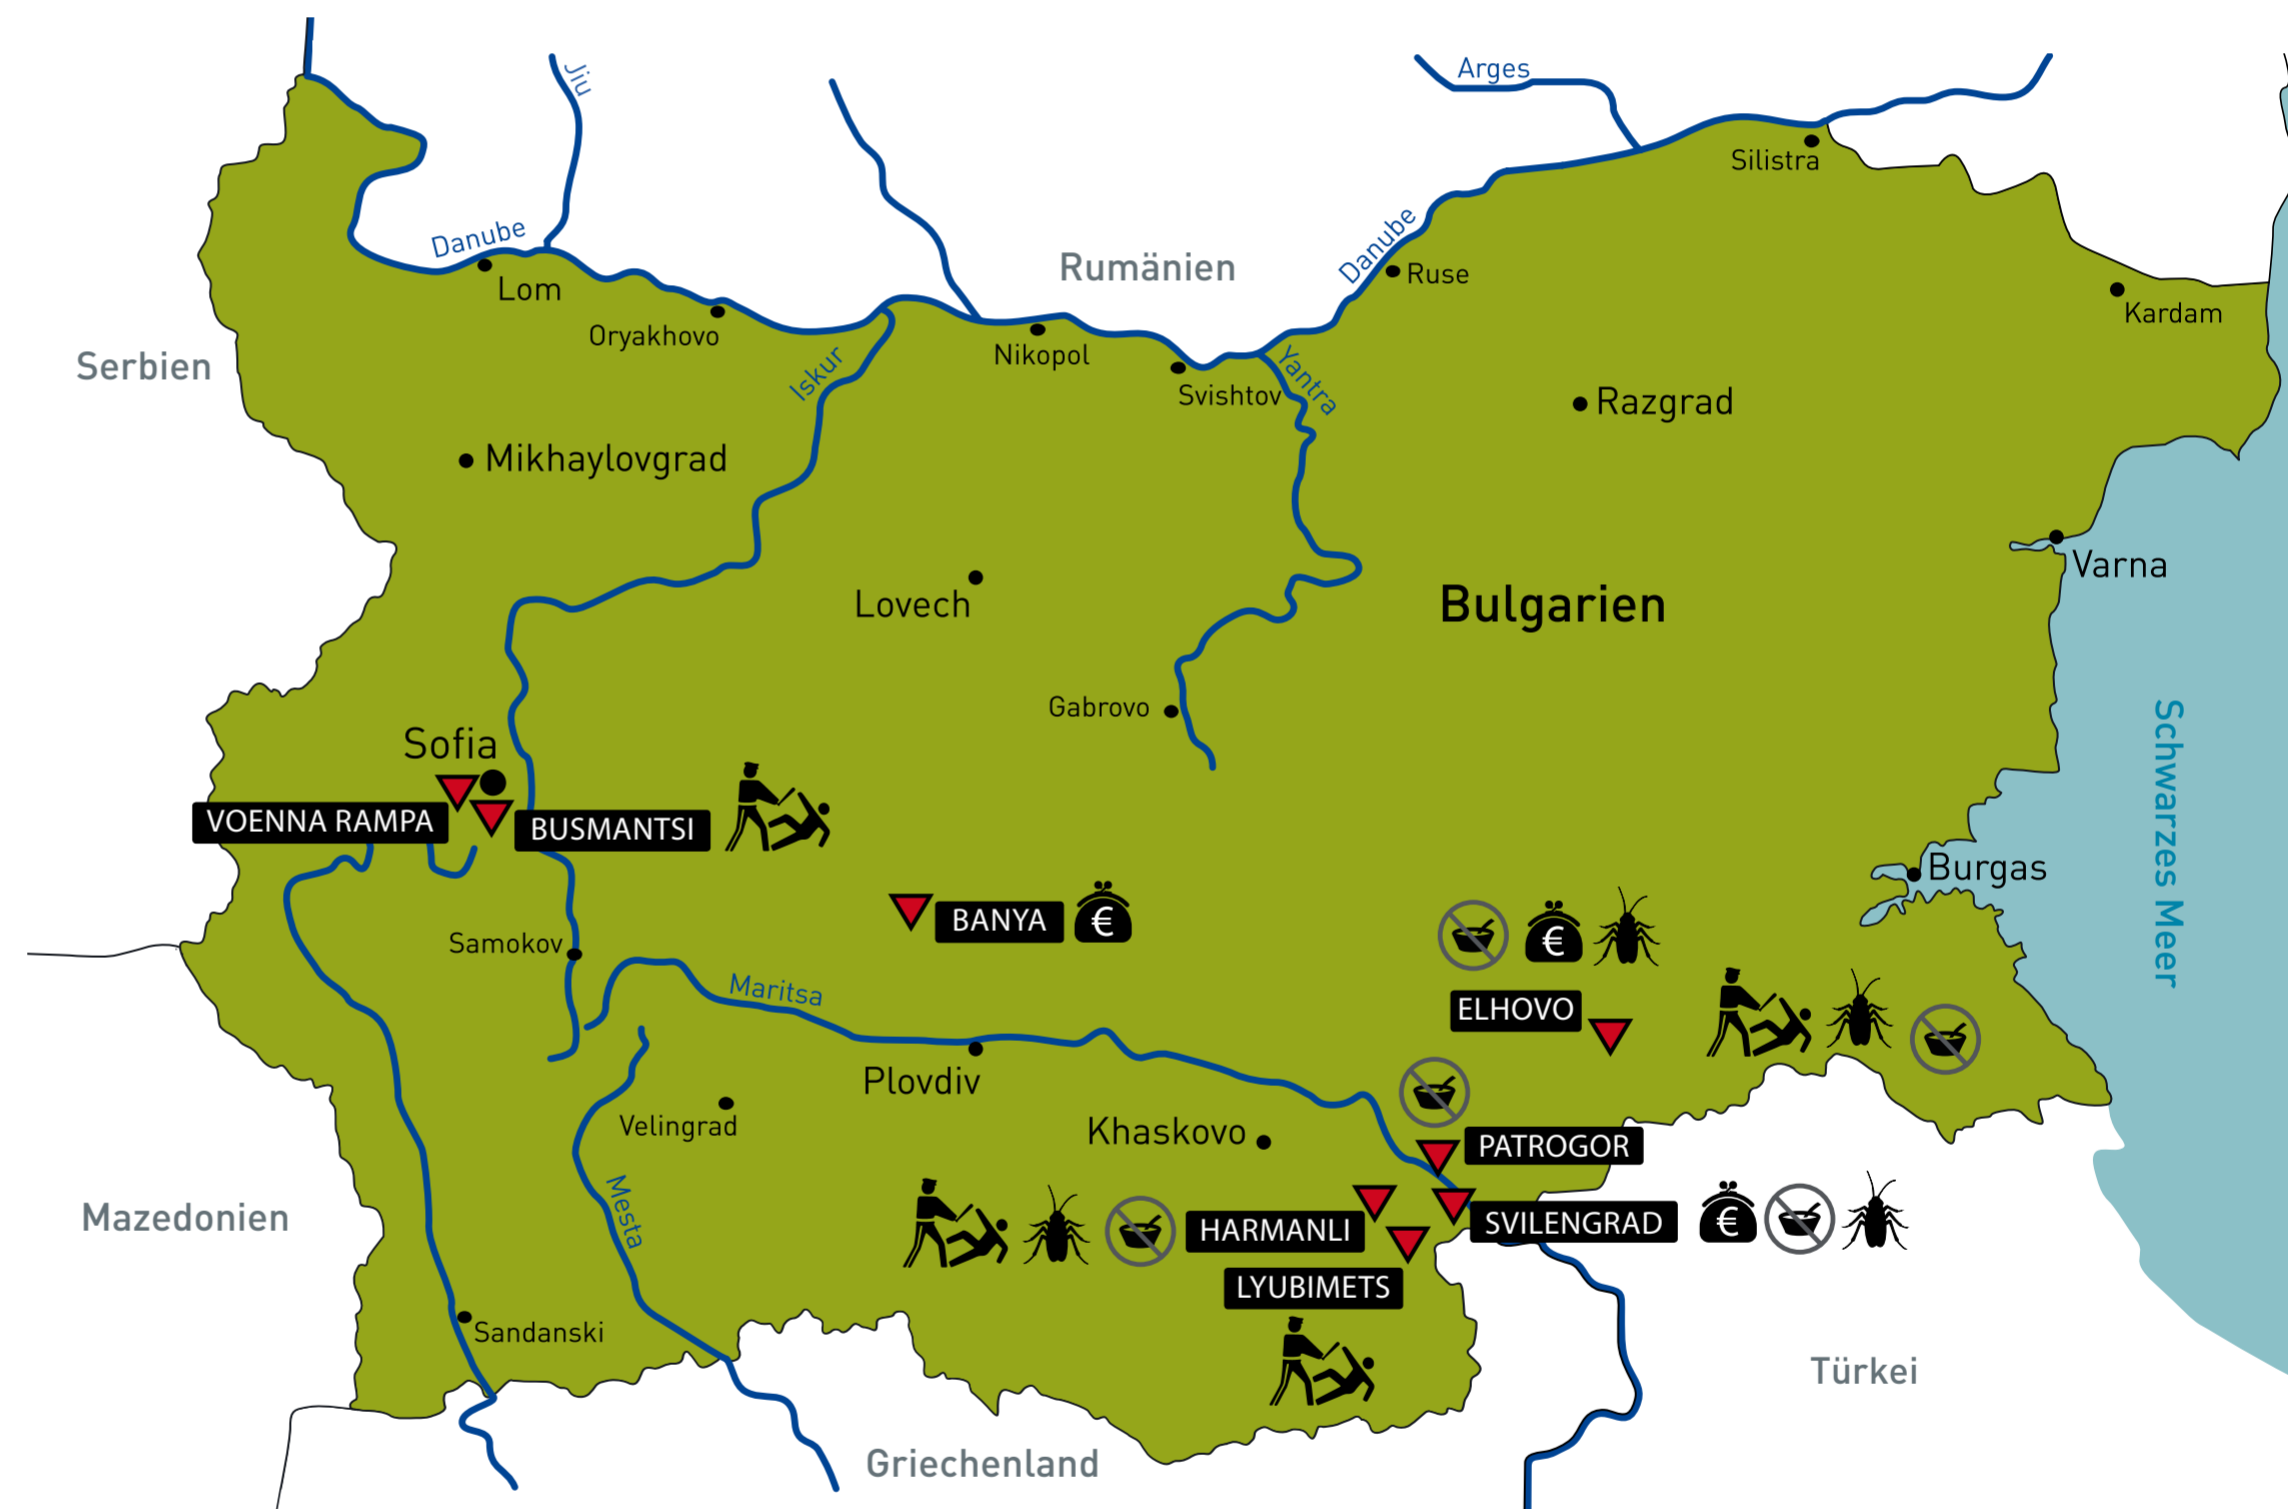 Jiu
Arges
Silistra
Danube
Danube
Lom
Rumänien
Ruse
Kardam
Oryakhovo
Iskur
Nikopol
Yantra
Svishtov
Serbien
Razgrad
Mikhaylovgrad
Varna
Lovech
Bulgarien
Gabrovo
Schwarzes Meer
Sofia
VOENNA RAMPA
BUSMANTSI
Burgas
BANYA
€
€
Samokov
Maritsa
ELHOVO
Plovdiv
Velingrad
Khaskovo
PATROGOR
Mesta
Mazedonien
HARMANLI
SVILENGRAD
€
LYUBIMETS
Sandanski
Türkei
Griechenland